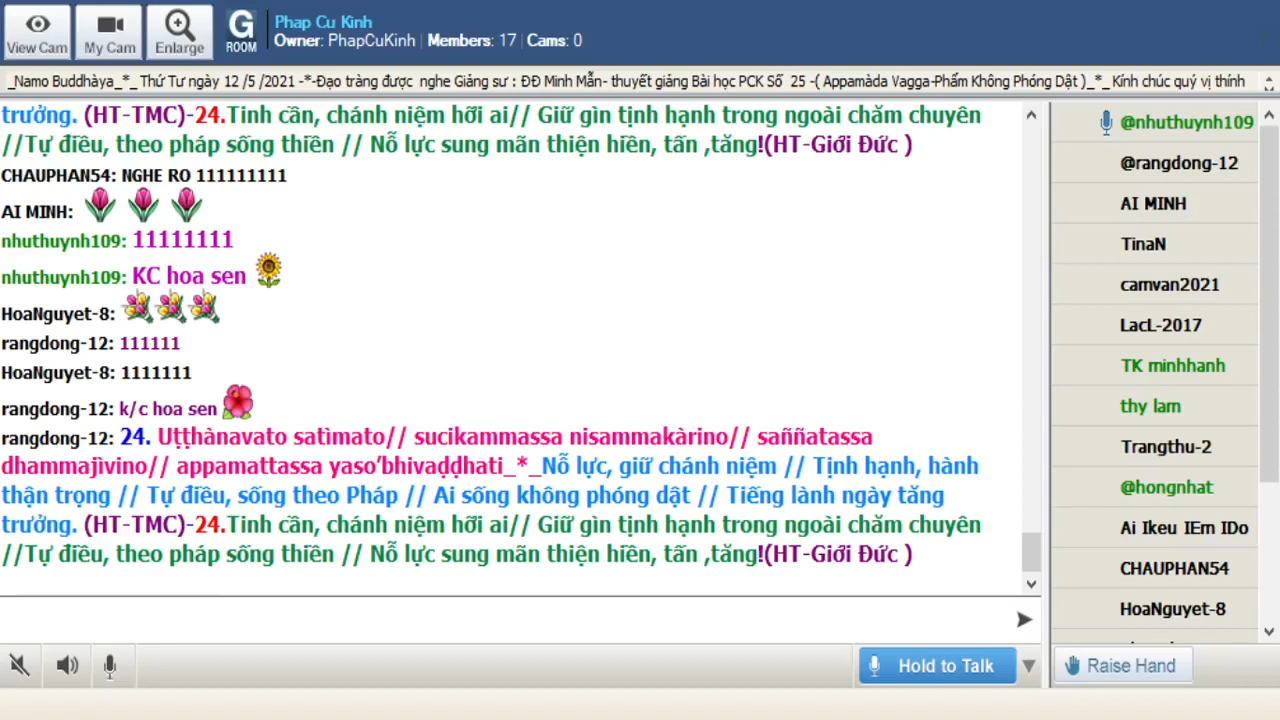 Phap Cu Kinh
Owner: PhapCuKinh | Members: 17 | Cams: 0
View Cam
My Cam
Enlarge
G
ROOM
_Namo Buddhàya_*_ Thứ Tư ngày 12 /5 /2021 -*-Đạo tràng được nghe Giảng sư : ĐĐ Minh Mẫn- thuyết giảng Bài học PCK Số 25 -( Appamàda Vagga-Phẩm Không Phóng Dật )_*_ Kính chúc quý vị thính
trưởng. (HT-TMC)-24.Tinh cần, chánh niệm hỡi ai// Giữ gìn tịnh hạnh trong ngoài chăm chuyên
//Tự điều, theo pháp sống thiền // Nỗ lực sung mãn thiện hiền, tấn ,tăng!(HT-Giới Đức )
CHAUPHAN54: NGHE RO 111111111
AI MINH:
nhuthuynh109: 11111111
nhuthuynh109: KC hoa sen
HoaNguyet-8:
rangdong-12: 111111
HoaNguyet-8: 1111111
rangdong-12: k/c hoa sen
rangdong-12: 24. Uṭṭhànavato satìmato// sucikammassa nisammakàrino// saññatassa
dhammajìvino// appamattassa yaso’bhivaḍḍhati_*_Nỗ lực, giữ chánh niệm // Tịnh hạnh, hành
thận trọng // Tự điều, sống theo Pháp // Ai sống không phóng dật // Tiếng lành ngày tăng
trưởng. (HT-TMC)-24.Tinh cần, chánh niệm hỡi ai// Giữ gìn tịnh hạnh trong ngoài chăm chuyên
//Tự điều, theo pháp sống thiền // Nỗ lực sung mãn thiện hiền, tấn ,tăng!(HT-Giới Đức )
@nhuthuynh109
@rangdong-12
AI MINH
TinaN
camvan2021
LacL-2017
TK minhhanh
thy lam
Trangthu-2
@hongnhat
Ai Ikeu IEm IDo
CHAUPHAN54
HoaNguyet-8
Hold to Talk
Raise Hand